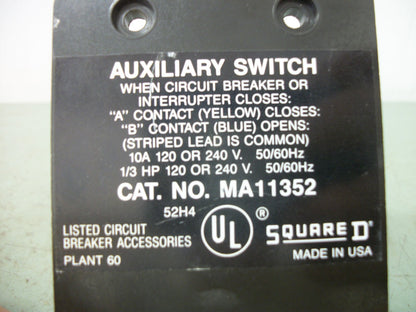 AUXILIARY SWITCH
WHEN CIRCUIT BREAKER OR
INTERRUPTER CLOSES:
"A" CONTACT (YELLOW) CLOSES:
"B" CONTACT (BLUE) OPENS:
(STRIPED LEAD IS COMMON)
10A 120 OR 240 V. 50/60Hz
1/3 HP 120 OR 240 V. 50/60Hz
CAT. NO. MA11352
52H4
LISTED CIRCUIT
BREAKER ACCESSORIES
PLANT 60
UL ®
SQUARE D
MADE IN USA